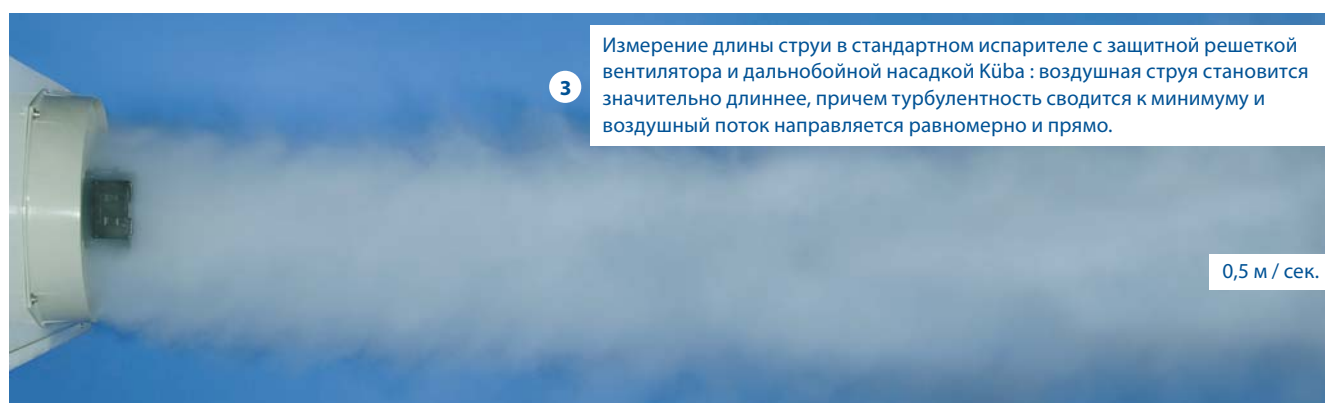 Измерение длины струи в стандартном испарителе с защитной решеткой
вентилятора и дальнобойной насадкой Küba : воздушная струя становится
3
значительно длиннее, причем турбулентность сводится к минимуму и
воздушный поток направляется равномерно и прямо.
0,5 м / сек.